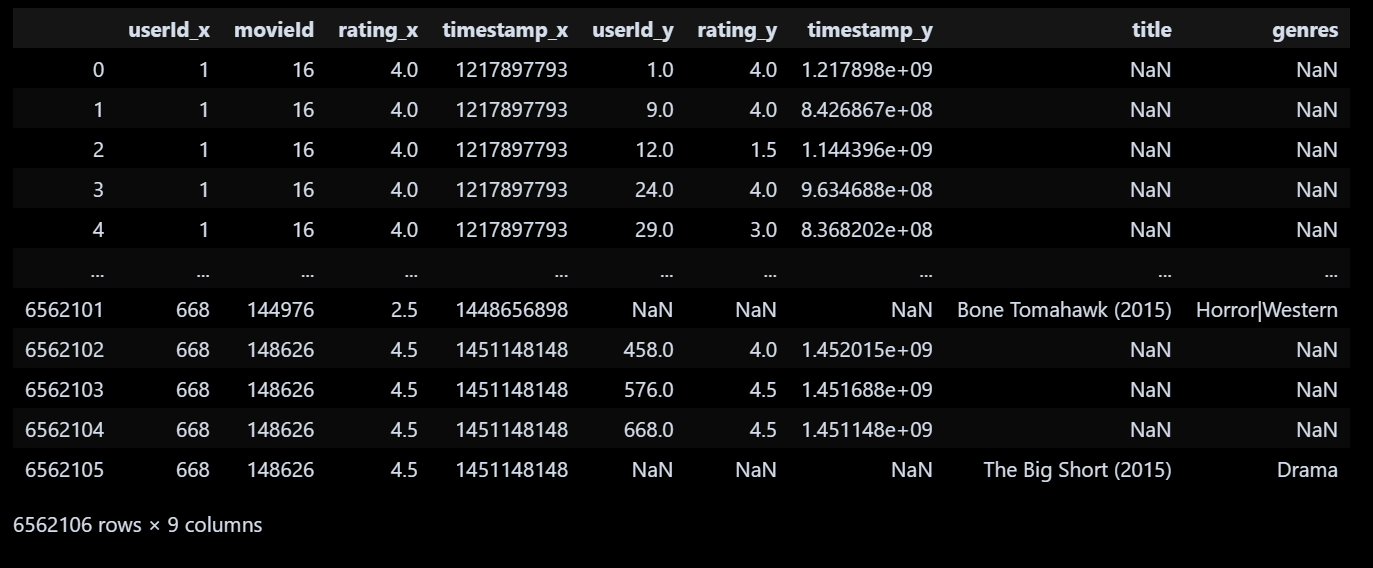 userId_x movieId rating_x timestamp_x userId_y rating_y timestamp_y title genres
0 1 16 4.0 1217897793 1.0 4.0 1.217898e+09 NaN NaN
1 1 16 4.0 1217897793 9.0 4.0 8.426867e+08 NaN NaN
2 1 16 4.0 1217897793 12.0 1.5 1.144396e+09 NaN NaN
3 1 16 4.0 1217897793 24.0 4.0 9.634688e+08 NaN NaN
4 1 16 4.0 1217897793 29.0 3.0 8.368202e+08 NaN NaN
... ... ... ... ... ... ... ... ... ...
6562101 668 144976 2.5 1448656898 NaN NaN NaN Bone Tomahawk (2015) Horror|Western
6562102 668 148626 4.5 1451148148 458.0 4.0 1.452015e+09 NaN NaN
6562103 668 148626 4.5 1451148148 576.0 4.5 1.451688e+09 NaN NaN
6562104 668 148626 4.5 1451148148 668.0 4.5 1.451148e+09 NaN NaN
6562105 668 148626 4.5 1451148148 NaN NaN NaN The Big Short (2015) Drama
6562106 rows × 9 columns